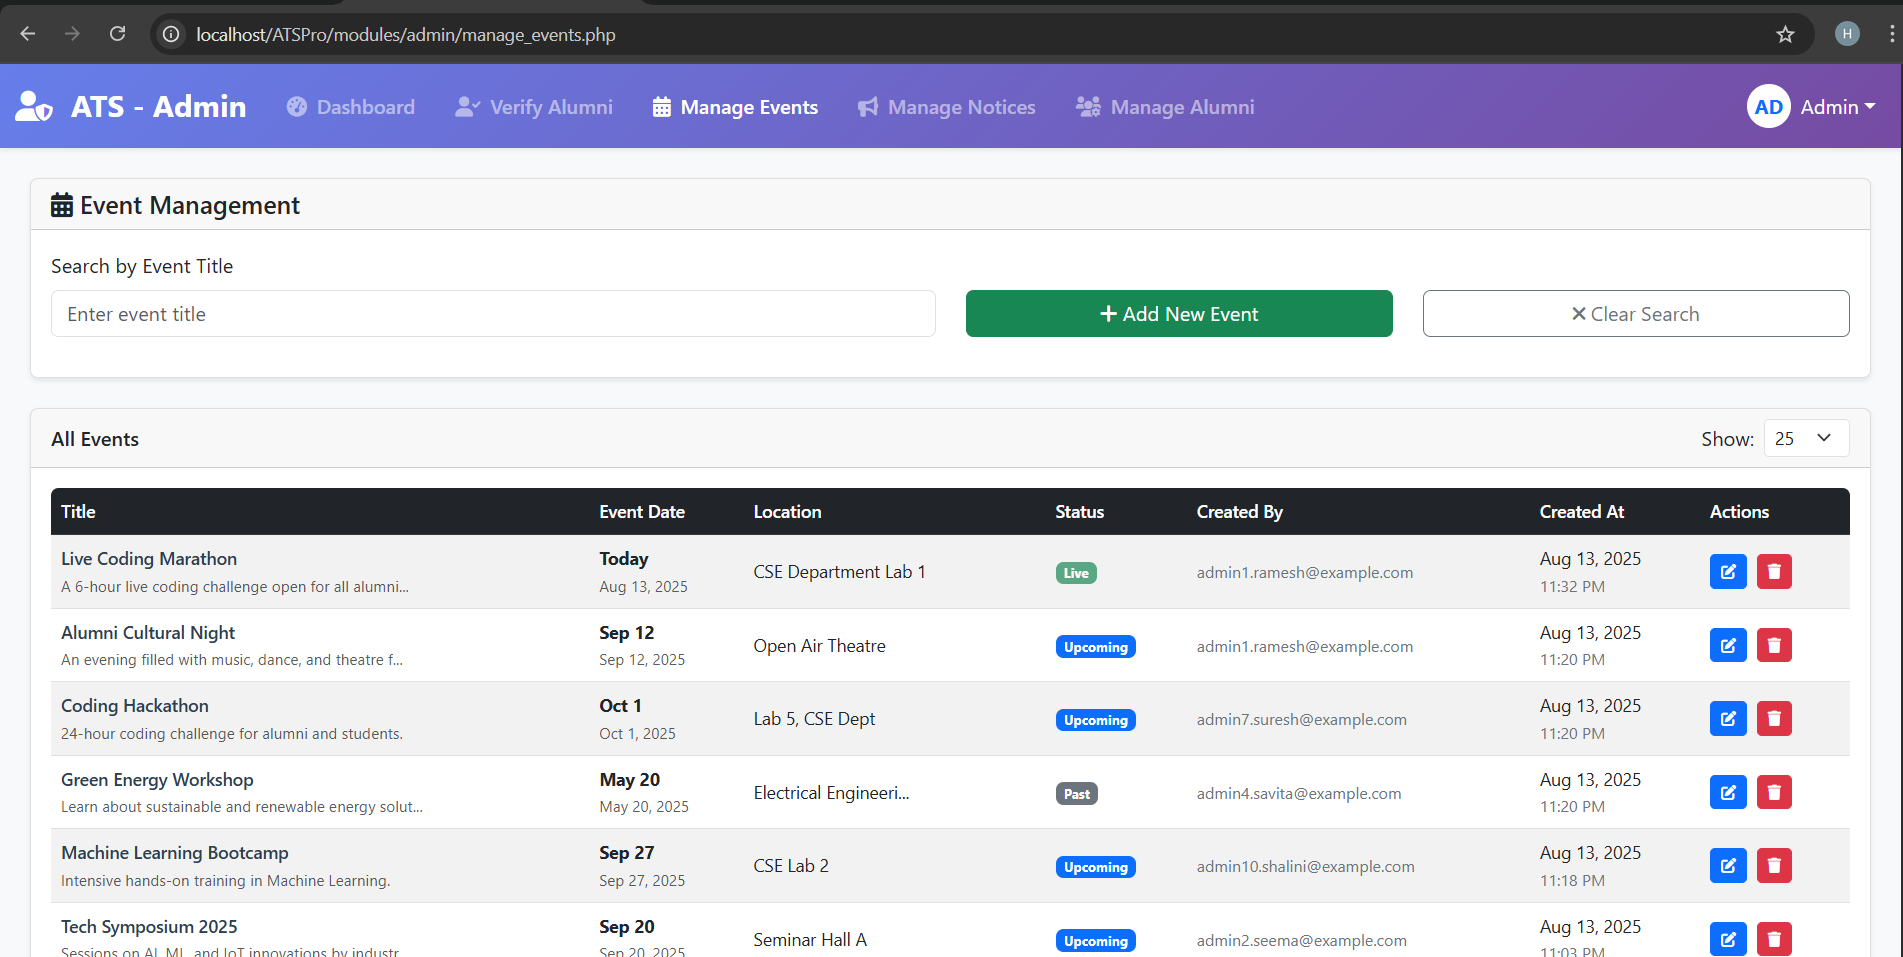 localhost/ATSPro/modules/admin/manage_events.php
H
ATS - Admin Dashboard Verify Alumni Manage Events Manage Notices Manage Alumni AD Admin
Event Management
Search by Event Title
Enter event title
+ Add New Event
× Clear Search
All Events
Show: 25
Title Event Date Location Status Created By Created At Actions
Live Coding Marathon
A 6-hour live coding challenge open for all alumni...
Today
Aug 13, 2025
CSE Department Lab 1
Live
admin1.ramesh@example.com
Aug 13, 2025
11:32 PM
Alumni Cultural Night
An evening filled with music, dance, and theatre f...
Sep 12
Sep 12, 2025
Open Air Theatre
Upcoming
admin1.ramesh@example.com
Aug 13, 2025
11:20 PM
Coding Hackathon
24-hour coding challenge for alumni and students.
Oct 1
Oct 1, 2025
Lab 5, CSE Dept
Upcoming
admin7.suresh@example.com
Aug 13, 2025
11:20 PM
Green Energy Workshop
Learn about sustainable and renewable energy solut...
May 20
May 20, 2025
Electrical Engineeri...
Past
admin4.savita@example.com
Aug 13, 2025
11:20 PM
Machine Learning Bootcamp
Intensive hands-on training in Machine Learning.
Sep 27
Sep 27, 2025
CSE Lab 2
Upcoming
admin10.shalini@example.com
Aug 13, 2025
11:18 PM
Tech Symposium 2025
Sessions on AI, ML, and IoT innovations by industr...
Sep 20
Sep 20, 2025
Seminar Hall A
Upcoming
admin2.seema@example.com
Aug 13, 2025
11:03 PM